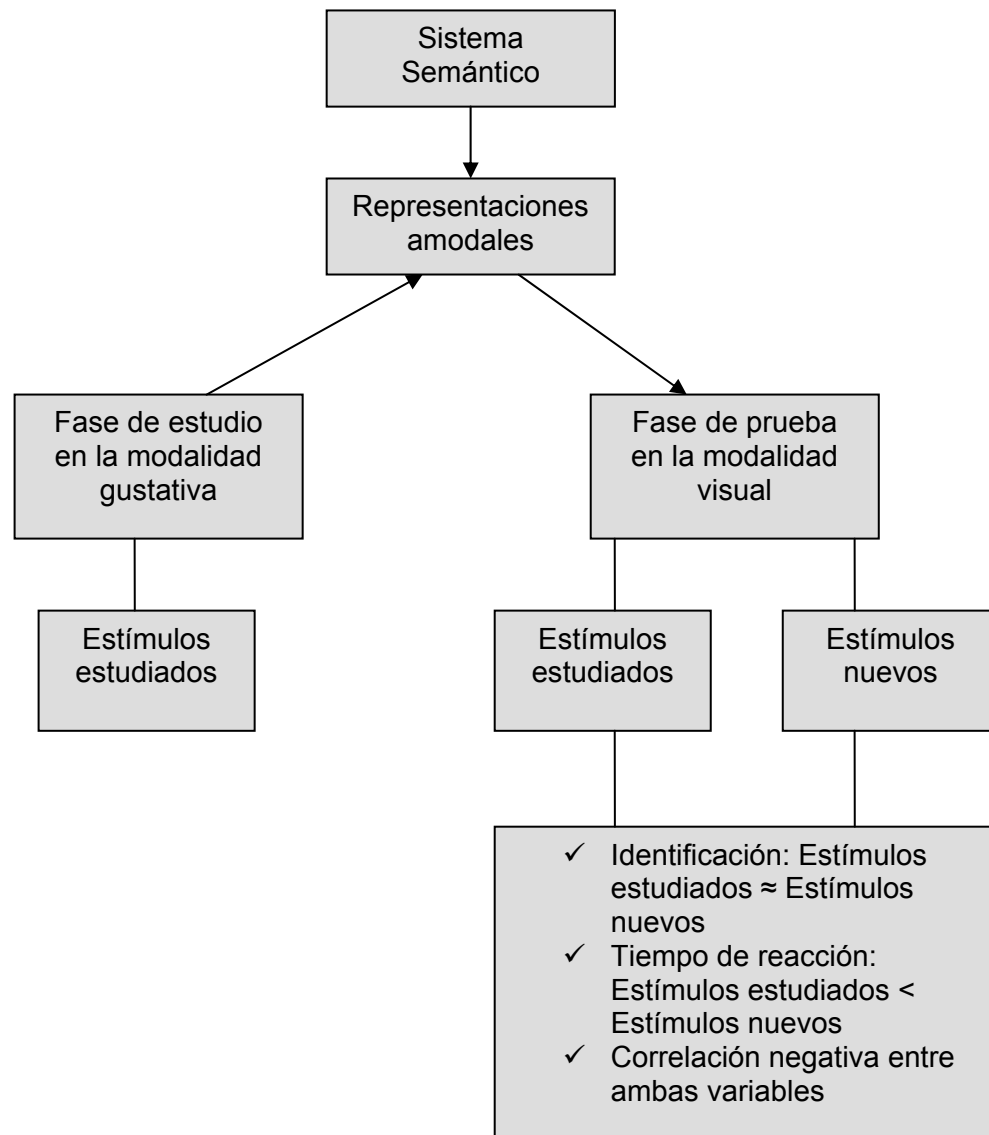 Sistema
Semántico
Representaciones
amodales
Fase de estudio
en la modalidad
gustativa
Fase de prueba
en la modalidad
visual
Estímulos
estudiados
Estímulos
estudiados
Estímulos
nuevos
✓ Identificación: Estímulos
estudiados ≈ Estímulos
nuevos
✓ Tiempo de reacción:
Estímulos estudiados <
Estímulos nuevos
✓ Correlación negativa entre
ambas variables